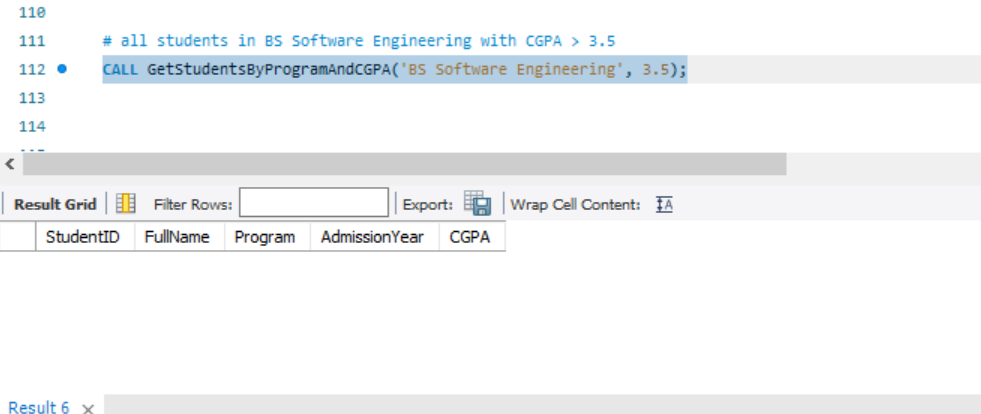 110
111 # all students in BS Software Engineering with CGPA > 3.5
112 CALL GetStudentsByProgramAndCGPA('BS Software Engineering', 3.5);
113
114
Result Grid Filter Rows: Export: Wrap Cell Content:
StudentID FullName Program AdmissionYear CGPA
Result 6